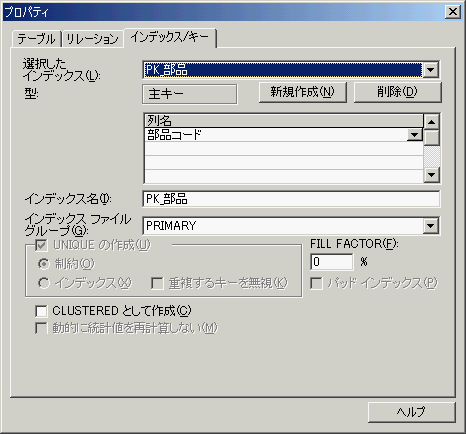 プロパティ
テーブル リレーション インデックス/キー
選択した
インデックス(L):
PK_部品
型:
主キー
新規作成(N)
削除(D)
列名
部品コード
インデックス名(I):
PK_部品
インデックス ファイル
グループ(G):
PRIMARY
UNIQUE の作成(U)
制約(O)
インデックス(X)
重複するキーを無視(K)
FILL FACTOR(F):
0 %
パッド インデックス(P)
CLUSTERED として作成(C)
動的に統計値を再計算しない(M)
ヘルプ